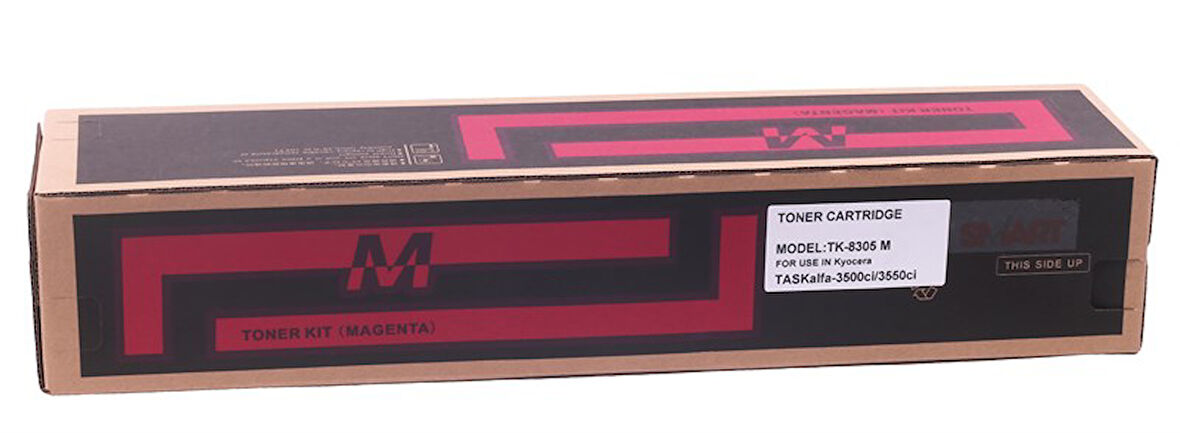 TONER KIT (MAGENTA)
M
M
TONER KIT (MAGENTA)
TONER CARTRIDGE
MODEL:TK-8305 M
FOR USE IN Kyocera
TASKalfa-3500ci/3550ci
SMART
THIS SIDE UP